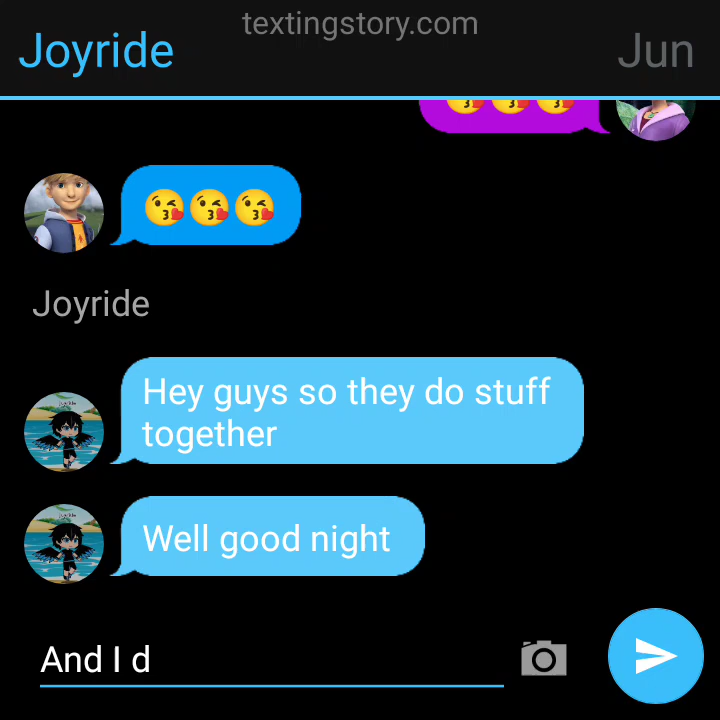 textingstory.com
Joyride
Jun
😘😘😘
😘😘😘
Joyride
Hey guys so they do stuff
together
Well good night
And I d